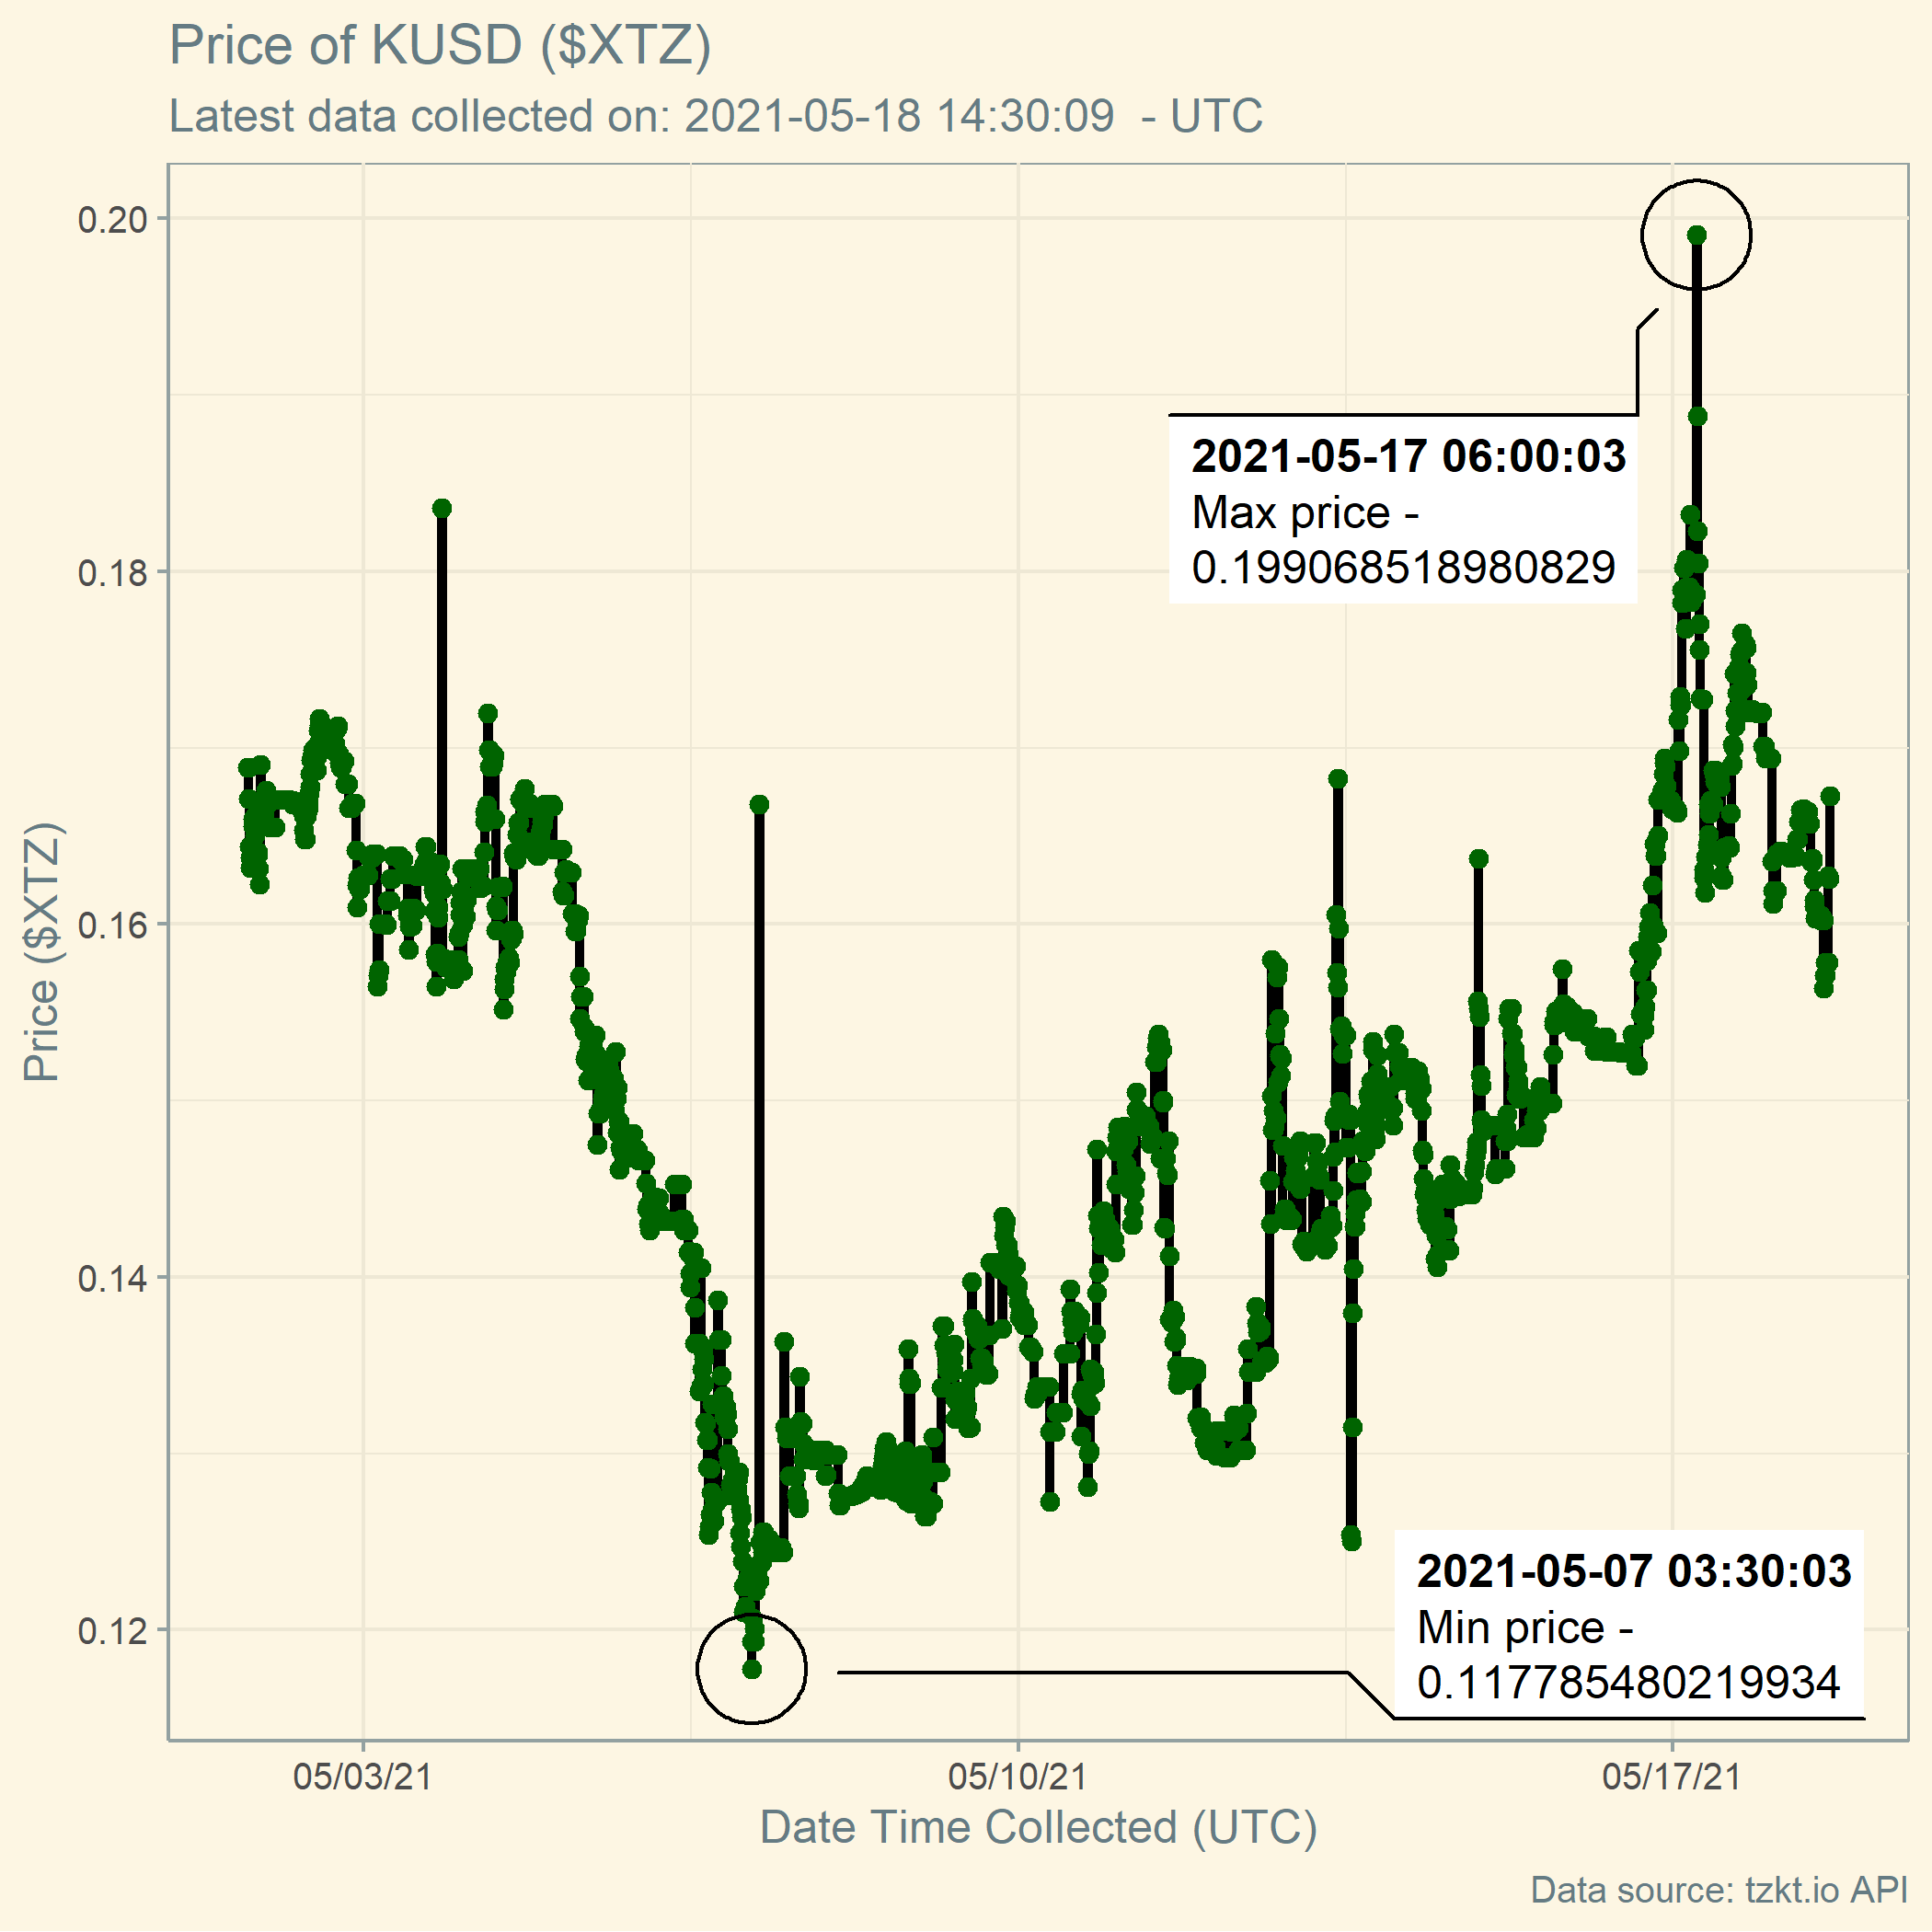 Price of KUSD ($XTZ)
Latest data collected on: 2021-05-18 14:30:09  - UTC
Price ($XTZ)
0.20
0.18
0.16
0.14
0.12
2021-05-17 06:00:03
Max price -
0.199068518980829
2021-05-07 03:30:03
Min price -
0.117785480219934
05/03/21
05/10/21
05/17/21
Date Time Collected (UTC)
Data source: tzkt.io API